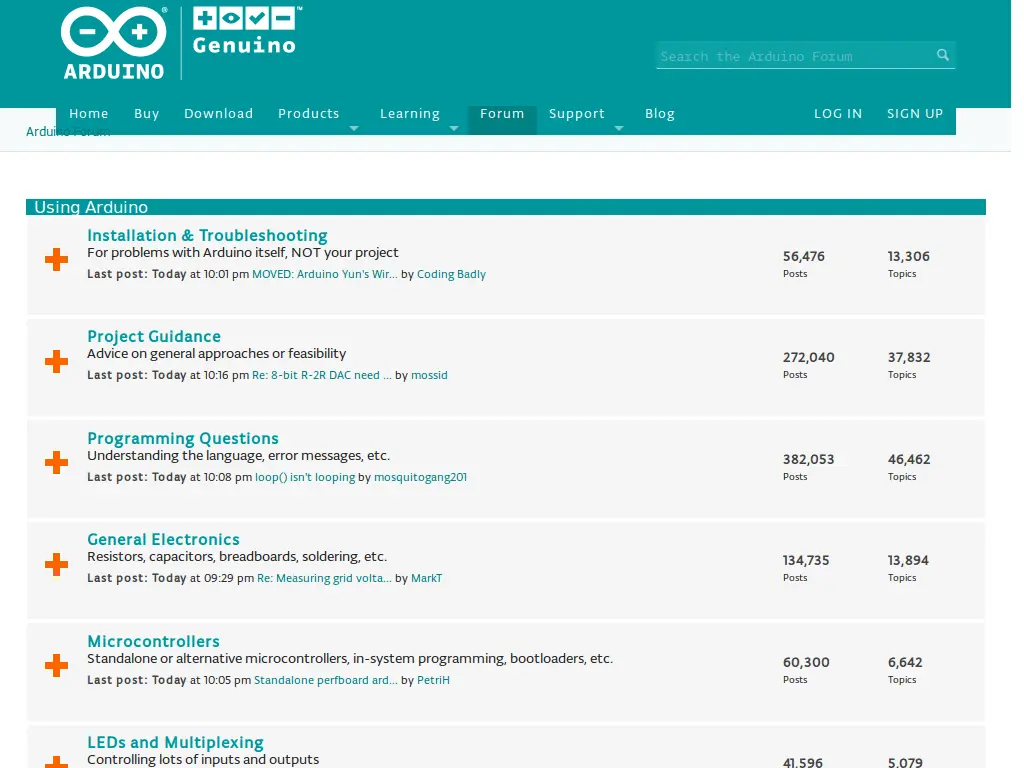 ARDUINO
Genuino
Search the Arduino Forum
Home Buy Download Products Learning Forum Support Blog LOG IN SIGN UP
Arduino Forum
Using Arduino
Installation & Troubleshooting
For problems with Arduino itself, NOT your project
Last post: Today at 10:01 pm MOVED: Arduino Yun's Wir... by Coding Badly
56,476 Posts
13,306 Topics
Project Guidance
Advice on general approaches or feasibility
Last post: Today at 10:16 pm Re: 8-bit R-2R DAC need ... by mossid
272,040 Posts
37,832 Topics
Programming Questions
Understanding the language, error messages, etc.
Last post: Today at 10:08 pm loop() isn't looping by mosquitogang201
382,053 Posts
46,462 Topics
General Electronics
Resistors, capacitors, breadboards, soldering, etc.
Last post: Today at 09:29 pm Re: Measuring grid volta... by MarkT
134,735 Posts
13,894 Topics
Microcontrollers
Standalone or alternative microcontrollers, in-system programming, bootloaders, etc.
Last post: Today at 10:05 pm Standalone perfboard ard... by PetriH
60,300 Posts
6,642 Topics
LEDs and Multiplexing
Controlling lots of inputs and outputs
41,596
5,079